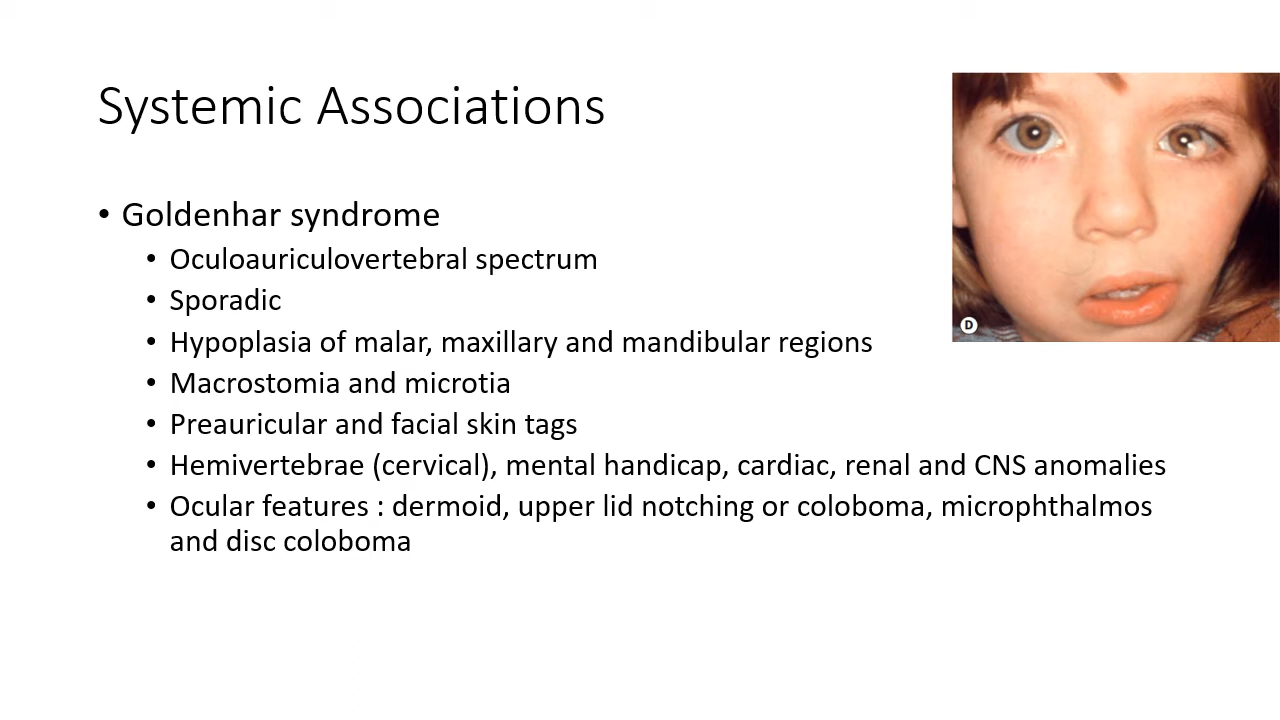 Systemic Associations
• Goldenhar syndrome
• Oculoauriculovertebral spectrum
• Sporadic
• Hypoplasia of malar, maxillary and mandibular regions
• Macrostomia and microtia
• Preauricular and facial skin tags
• Hemivertebrae (cervical), mental handicap, cardiac, renal and CNS anomalies
• Ocular features : dermoid, upper lid notching or coloboma, microphthalmos
and disc coloboma
D